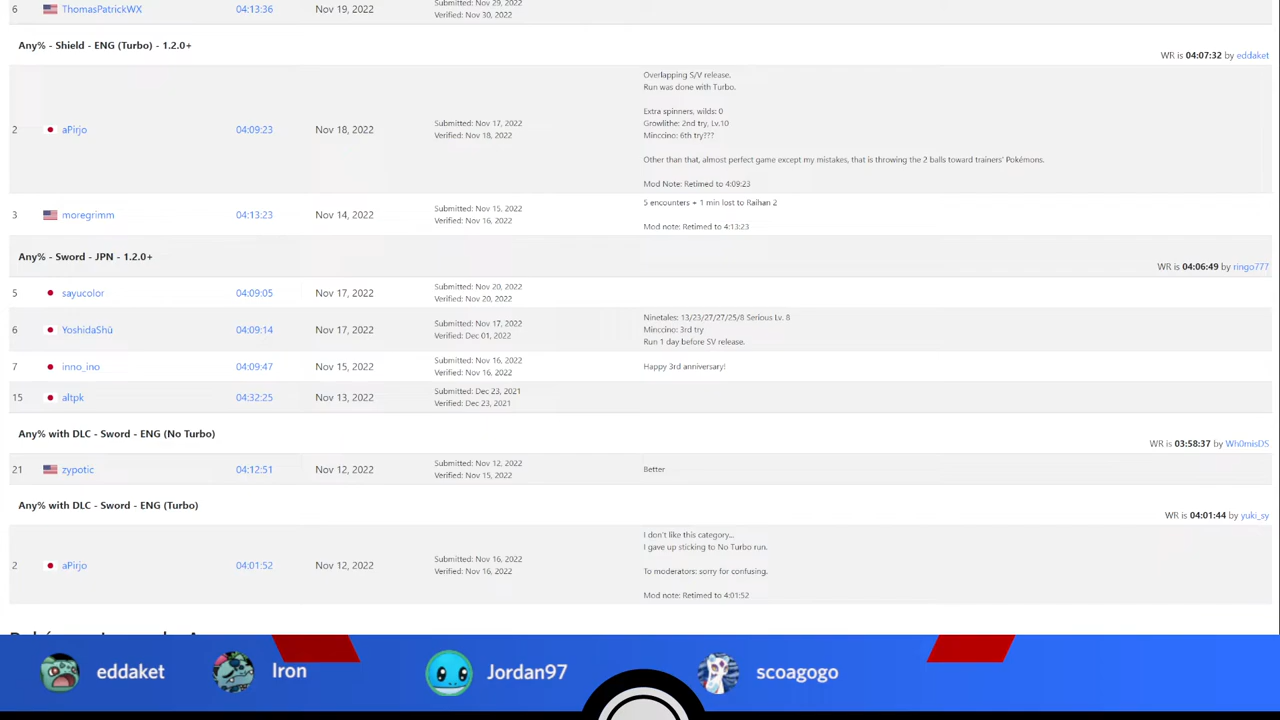 6 ThomasPatrickWX 04:13:36 Nov 19, 2022 Submitted: Nov 29, 2022
Verified: Nov 30, 2022
Any% - Shield - ENG (Turbo) - 1.2.0+
WR is 04:07:32 by eddaket
Overlapping S/V release.
Run was done with Turbo.
Extra spinners, wilds: 0
2 aPirjo 04:09:23 Nov 18, 2022 Submitted: Nov 17, 2022
Verified: Nov 18, 2022
Growlithe: 2nd try, Lv.10
Minccino: 6th try???
Other than that, almost perfect game except my mistakes, that is throwing the 2 balls toward trainers' Pokémons.
Mod Note: Retimed to 4:09:23
3 moregrimm 04:13:23 Nov 14, 2022 Submitted: Nov 15, 2022
Verified: Nov 16, 2022
5 encounters + 1 min lost to Raihan 2
Mod note: Retimed to 4:13:23
Any% - Sword - JPN - 1.2.0+
WR is 04:06:49 by ringo777
5 sayucolor 04:09:05 Nov 17, 2022 Submitted: Nov 20, 2022
Verified: Nov 20, 2022
6 YoshidaShū 04:09:14 Nov 17, 2022 Submitted: Nov 17, 2022
Verified: Dec 01, 2022
Ninetales: 13/23/27/27/25/8 Serious Lv. 8
Minccino: 3rd try
Run 1 day before SV release.
7 inno_ino 04:09:47 Nov 15, 2022 Submitted: Nov 16, 2022
Verified: Nov 16, 2022
Happy 3rd anniversary!
15 altpk 04:32:25 Nov 13, 2022 Submitted: Dec 23, 2021
Verified: Dec 23, 2021
Any% with DLC - Sword - ENG (No Turbo)
WR is 03:58:37 by Wh0misDS
21 zypotic 04:12:51 Nov 12, 2022 Submitted: Nov 12, 2022
Verified: Nov 15, 2022
Better
Any% with DLC - Sword - ENG (Turbo)
WR is 04:01:44 by yuki_sy
2 aPirjo 04:01:52 Nov 12, 2022 Submitted: Nov 16, 2022
Verified: Nov 16, 2022
I don't like this category...
I gave up sticking to No Turbo run.
To moderators: sorry for confusing.
Mod note: Retimed to 4:01:52
eddaket Iron Jordan97 scoagogo